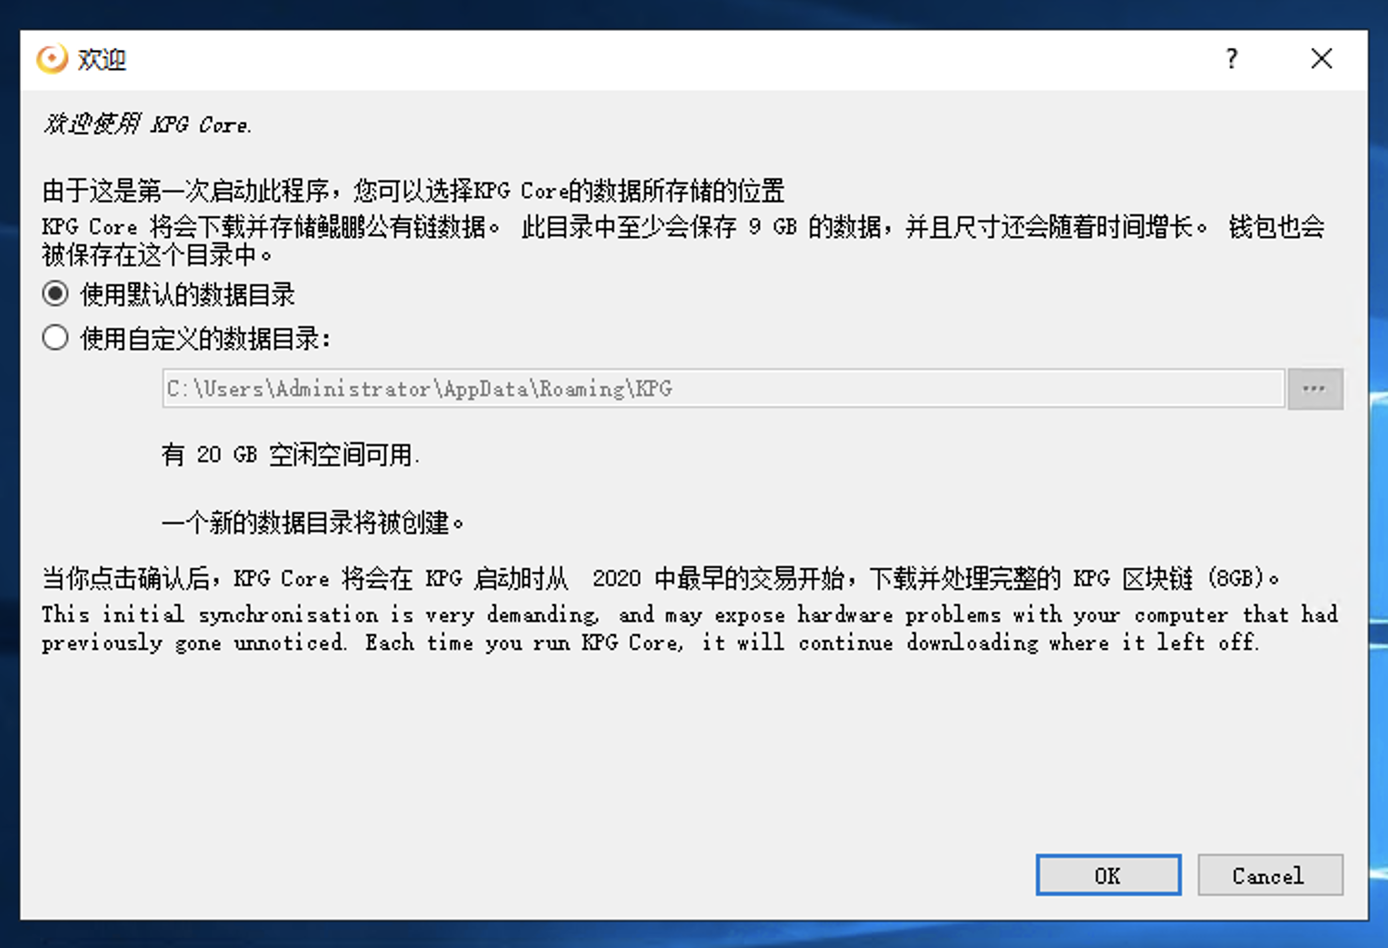 欢迎
?
欢迎使用 KPG Core.
由于这是第一次启动此程序，您可以选择KPG Core的数据所存储的位置
KPG Core 将会下载并存储鲲鹏公有链数据。 此目录中至少会保存 9 GB 的数据，并且尺寸还会随着时间增长。 钱包也会
被保存在这个目录中。
使用默认的数据目录
使用自定义的数据目录：
C:\Users\Administrator\AppData\Roaming\KPG
...
有 20 GB 空闲空间可用.
一个新的数据目录将被创建。
当你点击确认后，KPG Core 将会在 KPG 启动时从  2020 中最早的交易开始，下载并处理完整的 KPG 区块链 (8GB)。
This initial synchronisation is very demanding, and may expose hardware problems with your computer that had
previously gone unnoticed. Each time you run KPG Core, it will continue downloading where it left off.
OK
Cancel